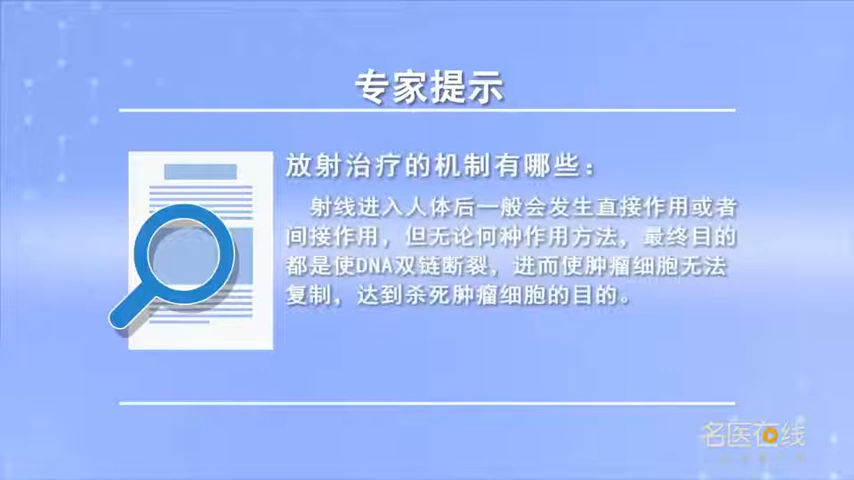 专家提示
放射治疗的机制有哪些：
射线进入人体后一般会发生直接作用或者
间接作用，但无论何种作用方法，最终目的
都是使DNA双链断裂，进而使肿瘤细胞无法
复制，达到杀死肿瘤细胞的目的。
名医在线